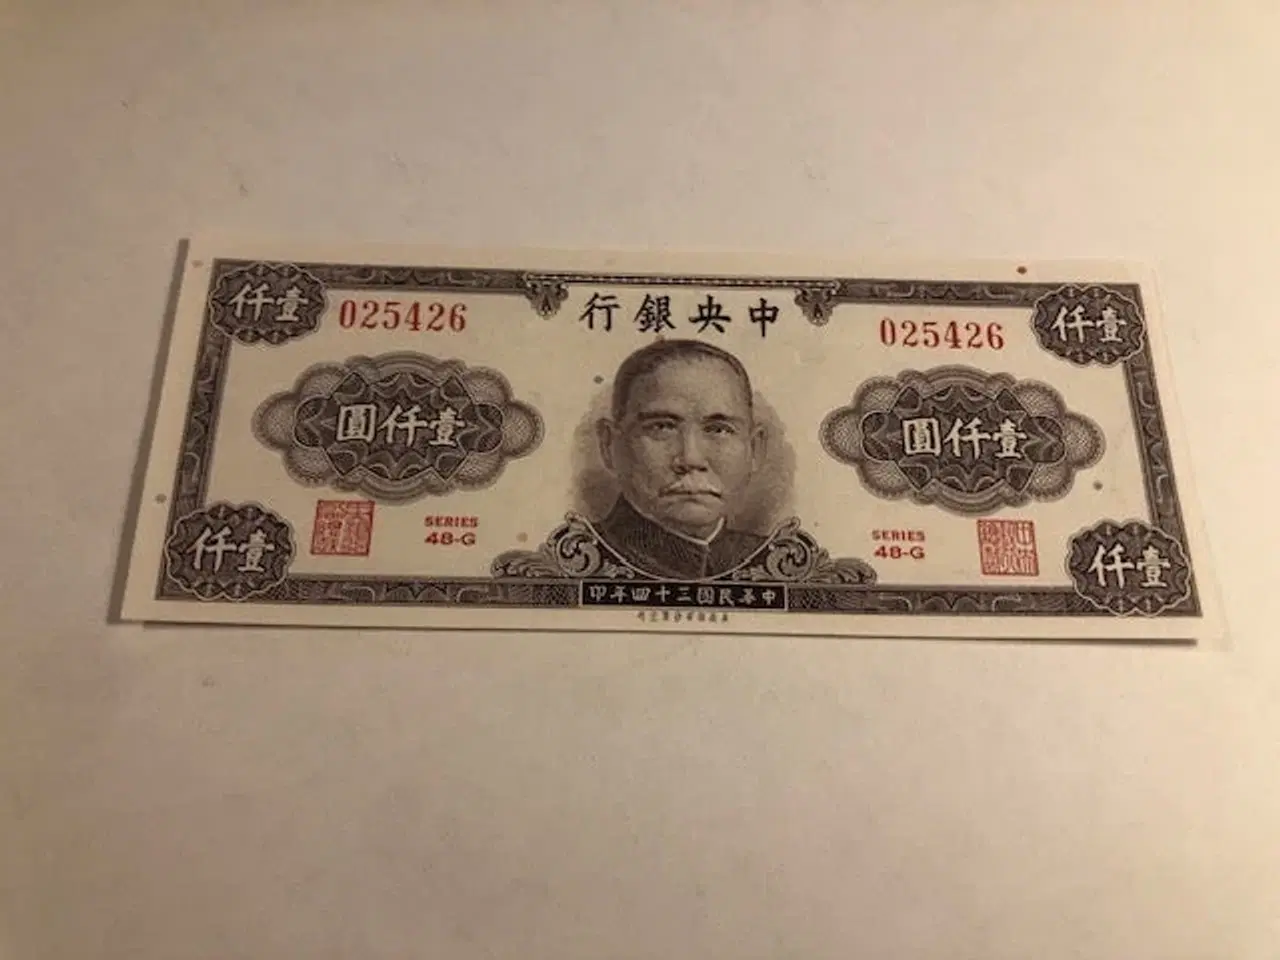 壹仟
025426
中央銀行
025426
壹仟
壹仟圓
壹仟圓
SERIES
48-G
SERIES
48-G
壹仟
中華民國三十四年印
壹仟